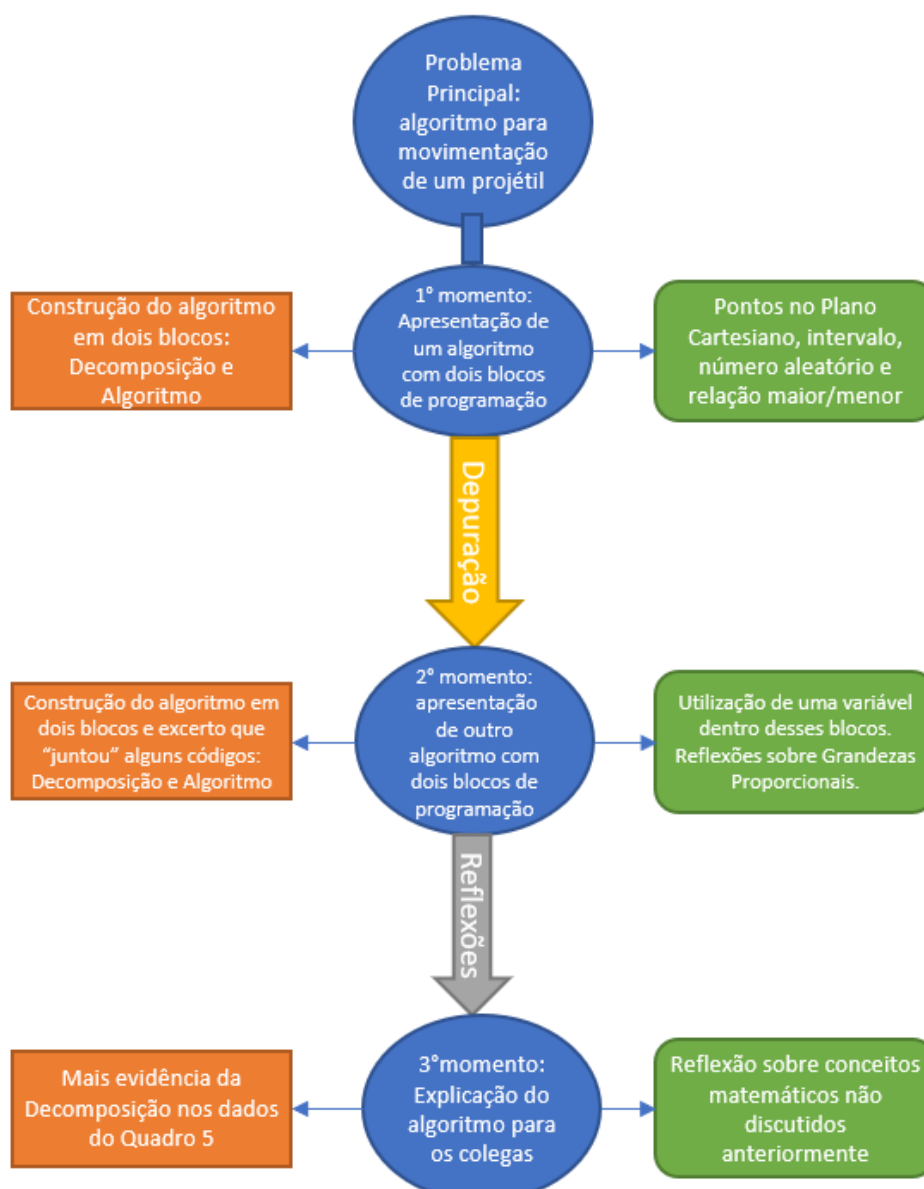 Problema
Principal:
algoritmo para
movimentação
de um projétil
Construção do algoritmo
em dois blocos:
Decomposição e
Algoritmo
1° momento:
Apresentação de
um algoritmo
com dois blocos
de programação
Pontos no Plano
Cartesiano, intervalo,
número aleatório e
relação maior/menor
Depuração
Construção do algoritmo em
dois blocos e excerto que
“juntou” alguns códigos:
Decomposição e Algoritmo
2° momento:
apresentação
de outro
algoritmo com
dois blocos de
programação
Utilização de uma variável
dentro desses blocos.
Reflexões sobre Grandezas
Proporcionais.
Reflexões
Mais evidência da
Decomposição nos dados
do Quadro 5
3°momento:
Explicação do
algoritmo para
os colegas
Reflexão sobre conceitos
matemáticos não
discutidos
anteriormente